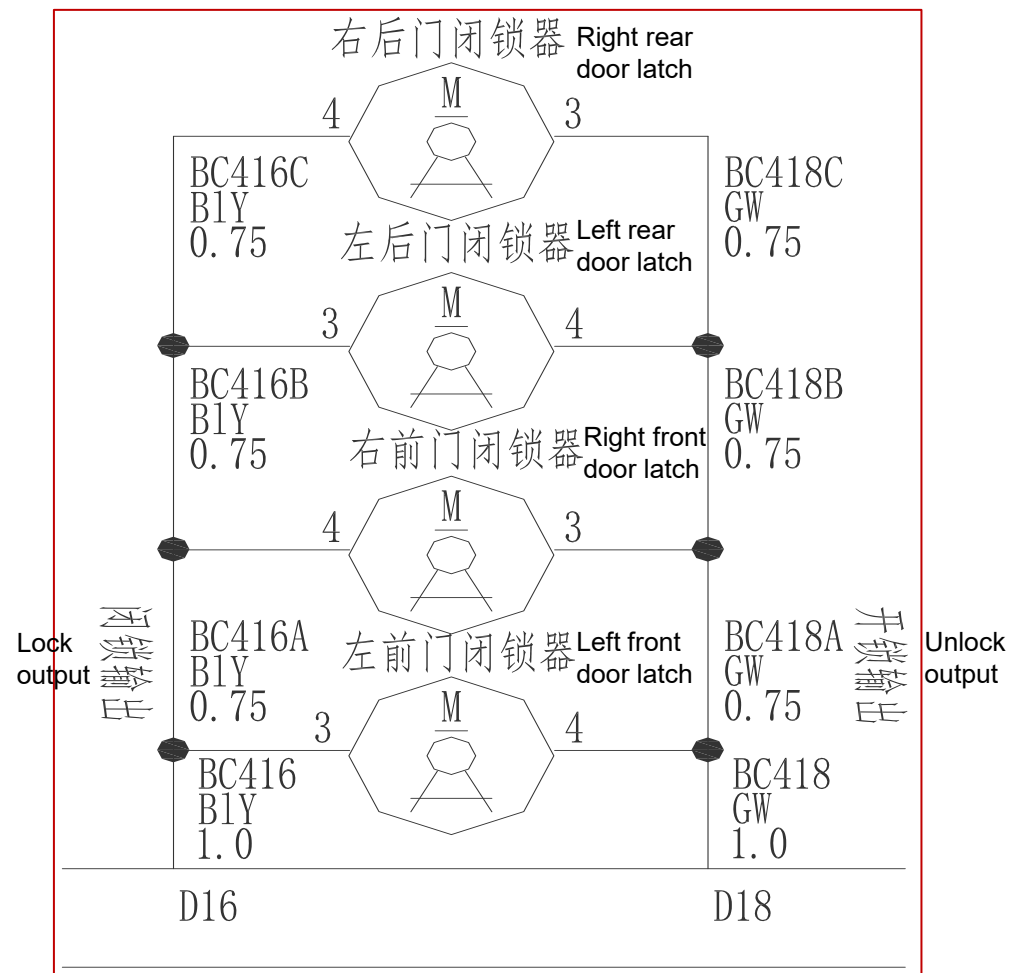 右后门闭锁器
Right rear
door latch
M
4
3
BC416C
B1Y
0.75
BC418C
GW
0.75
左后门闭锁器
Left rear
door latch
M
3
4
BC416B
B1Y
0.75
BC418B
GW
0.75
右前门闭锁器
Right front
door latch
M
4
3
闭锁输出
Lock
output
BC416A
B1Y
0.75
BC418A
GW
0.75
开锁输出
Unlock
output
左前门闭锁器
Left front
door latch
M
3
4
BC416
B1Y
1.0
BC418
GW
1.0
D16
D18